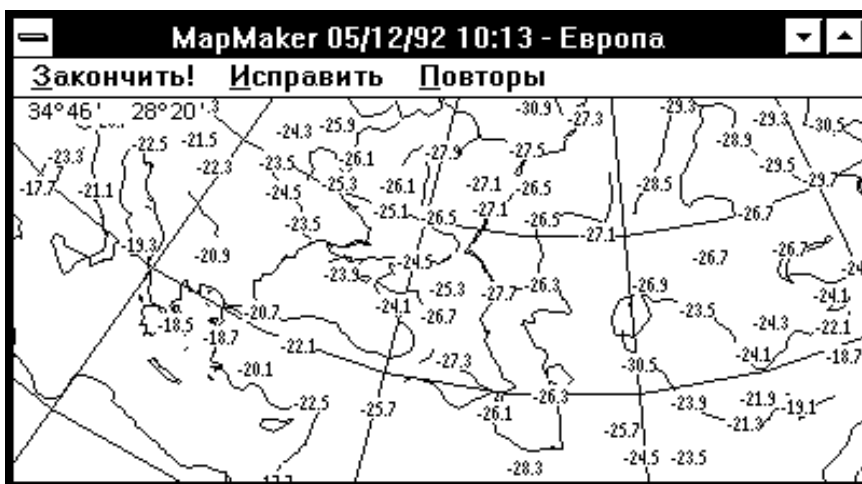 MapMaker 05/12/92 10:13 - Европа
Закончить! Исправить Повторы
34°46' 28°20' .3 -30.9 -27.3 -29.3 -29.3 -30.5
-24.3 -25.9
-22.5 -21.5 -28.9
-23.3 -22.3 -23.5 -26.1 -27.9 -27.5 -29.5
-17.7 -21.1 -24.5 -25.3 -26.1 -27.1 -26.5 -28.5 -29.7
-23.5 -25.1 -26.5 -27.1 -26.5 -26.7
-27.1
-19.3 -20.9 -24.5 -26.7 -26.7
-23.9 -24
-25.3 -27.7 -26.3 -26.9 -24.1
-20.7 -24.1 -26.7 -23.5
-18.5 -18.7 -24.3 -22.1
-22.1 -24.1 -18.7
-20.1 -27.3 -30.5
-22.5 -25.7 -26.1 -26.3 -23.9 -21.9 -19.1
-25.7 -21.3
-28.3 -24.5 -23.5